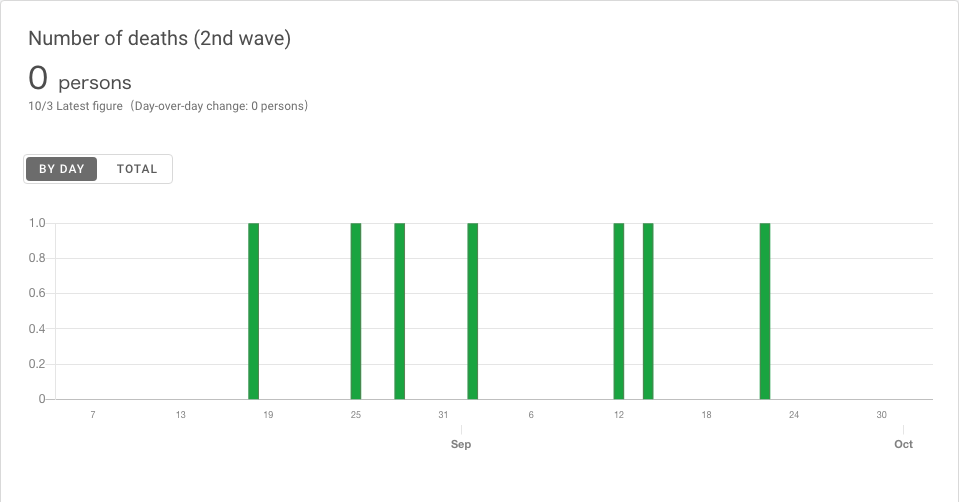 Number of deaths (2nd wave)
0 persons
10/3 Latest figure（Day-over-day change: 0 persons）
BY DAY TOTAL
1.0
0.8
0.6
0.4
0.2
0
7 13 19 25 31 6 12 18 24 30
Sep Oct